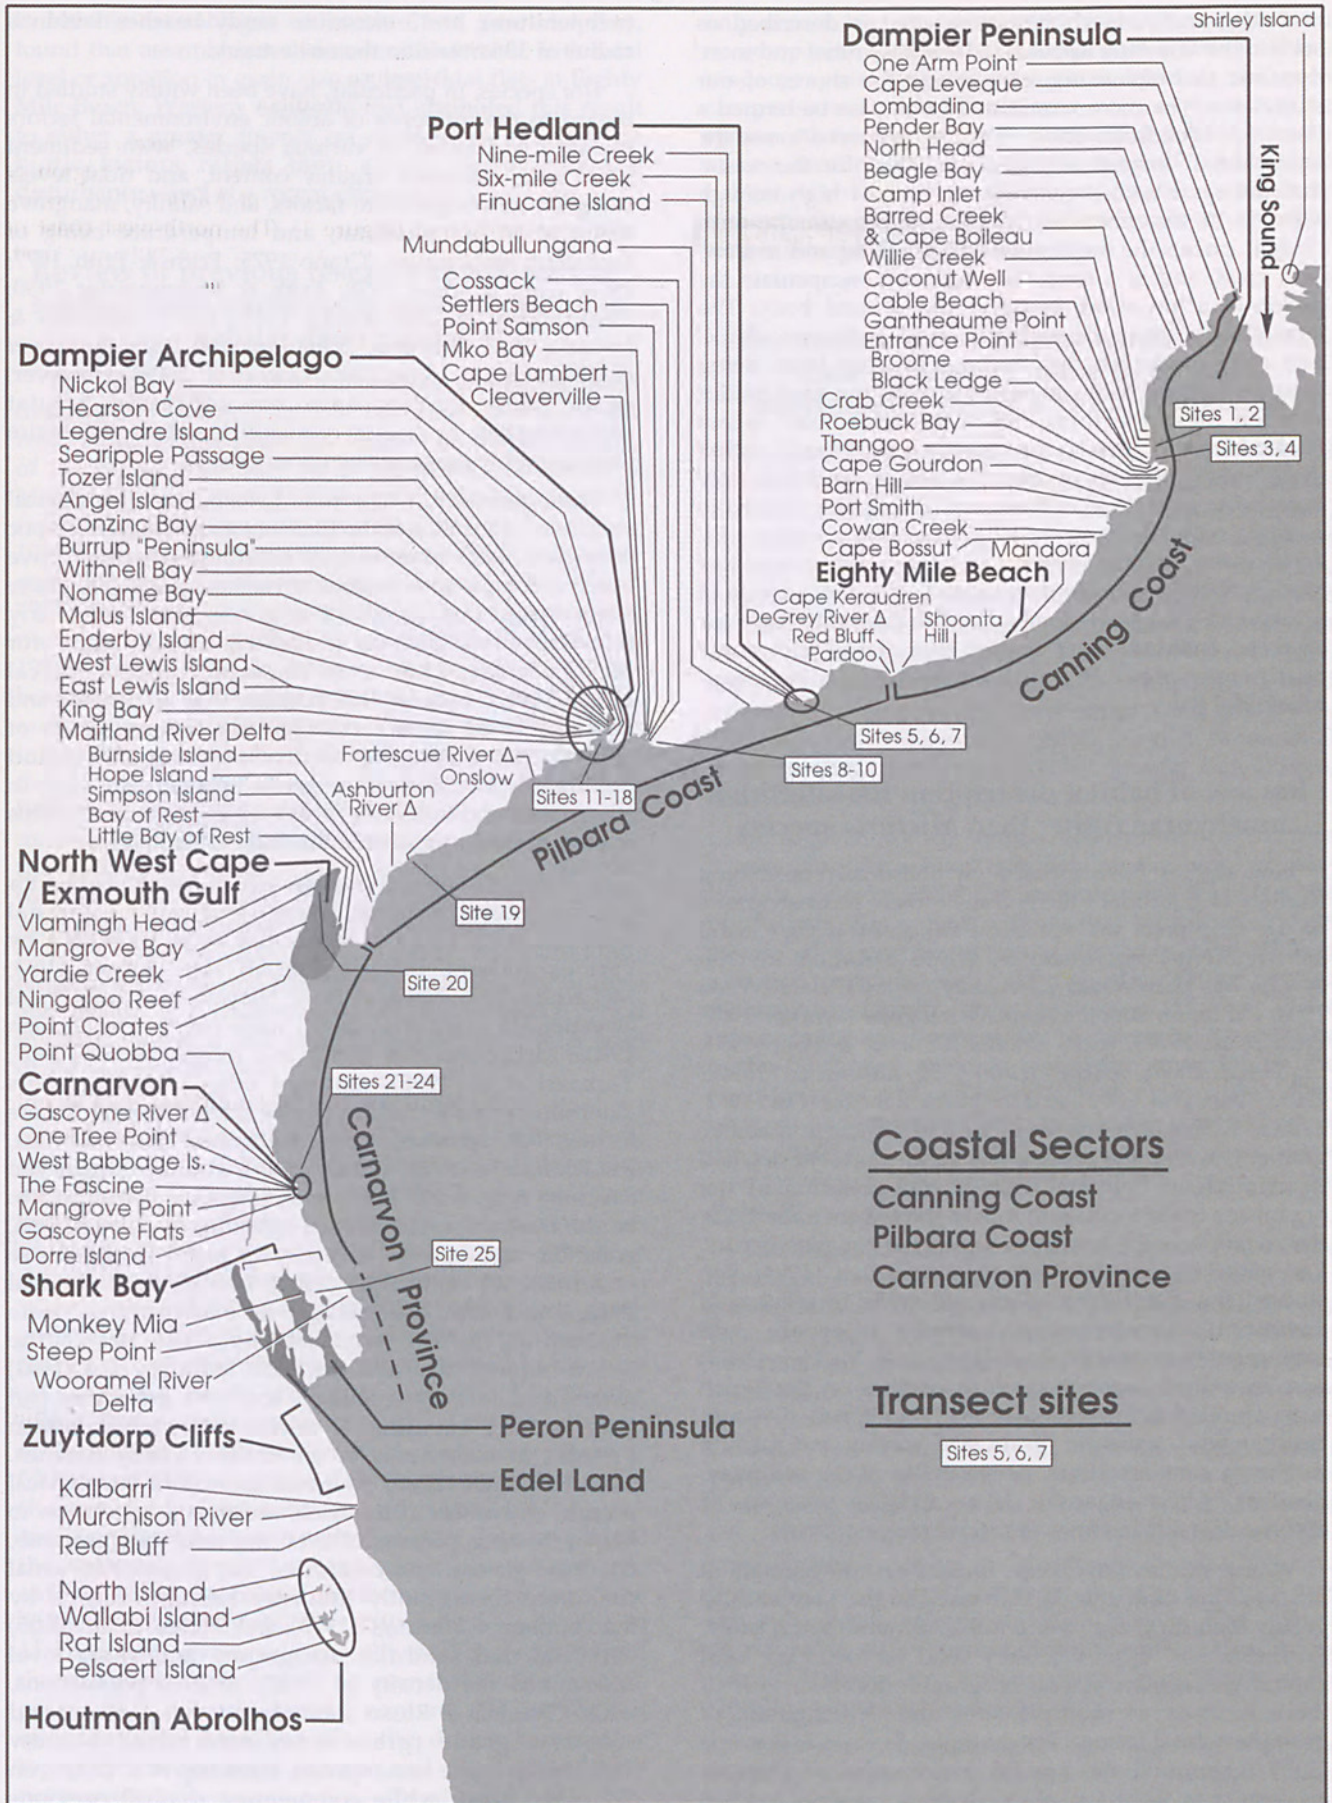 Shirley Island
Dampier Peninsula
One Arm Point
Cape Leveque
Lombadina
Pender Bay
North Head
Beagle Bay
Camp Inlet
Barred Creek
& Cape Bolleau
Willie Creek
Coconut Well
Cable Beach
Gantheaume Point
Entrance Point
Broome
Black Ledge
Crab Creek
Roebuck Bay
Thangoo
Cape Gourdon
Barn Hill
Port Smith
Cowan Creek
Cape Bossut
Mandora
Eighty Mile Beach
Cape Keraudren
DeGrey River Δ
Red Bluff
Pardoo
Shoonta
Hill
King Sound
Sites 1, 2
Sites 3, 4
Canning Coast
Port Hedland
Nine-mile Creek
Six-mile Creek
Finucane Island
Mundabullungana
Cossack
Settlers Beach
Point Samson
Mko Bay
Cape Lambert
Cleaverville
Dampier Archipelago
Nickol Bay
Hearson Cove
Legendre Island
Searipple Passage
Tozer Island
Angel Island
Conzinc Bay
Burrup "Peninsula"
Withnell Bay
Noname Bay
Malus Island
Enderby Island
West Lewis Island
East Lewis Island
King Bay
Maitland River Delta
Burnside Island
Hope Island
Simpson Island
Bay of Rest
Little Bay of Rest
Fortescue River Δ
Onslow
Ashburton
River Δ
Sites 5, 6, 7
Sites 8-10
Sites 11-18
Pilbara Coast
North West Cape
/ Exmouth Gulf
Vlamingh Head
Mangrove Bay
Yardie Creek
Ningaloo Reef
Point Cloates
Point Quobba
Site 19
Site 20
Carnarvon
Gascoyne River Δ
One Tree Point
West Babbage Is.
The Fascine
Mangrove Point
Gascoyne Flats
Dorre Island
Sites 21-24
Carnarvon Province
Site 25
Shark Bay
Monkey Mia
Steep Point
Wooramel River
Delta
Zuytdorp Cliffs
Peron Peninsula
Edel Land
Kalbarri
Murchison River
Red Bluff
North Island
Wallabi Island
Rat Island
Pelsaert Island
Houtman Abrolhos
Coastal Sectors
Canning Coast
Pilbara Coast
Carnarvon Province
Transect sites
Sites 5, 6, 7